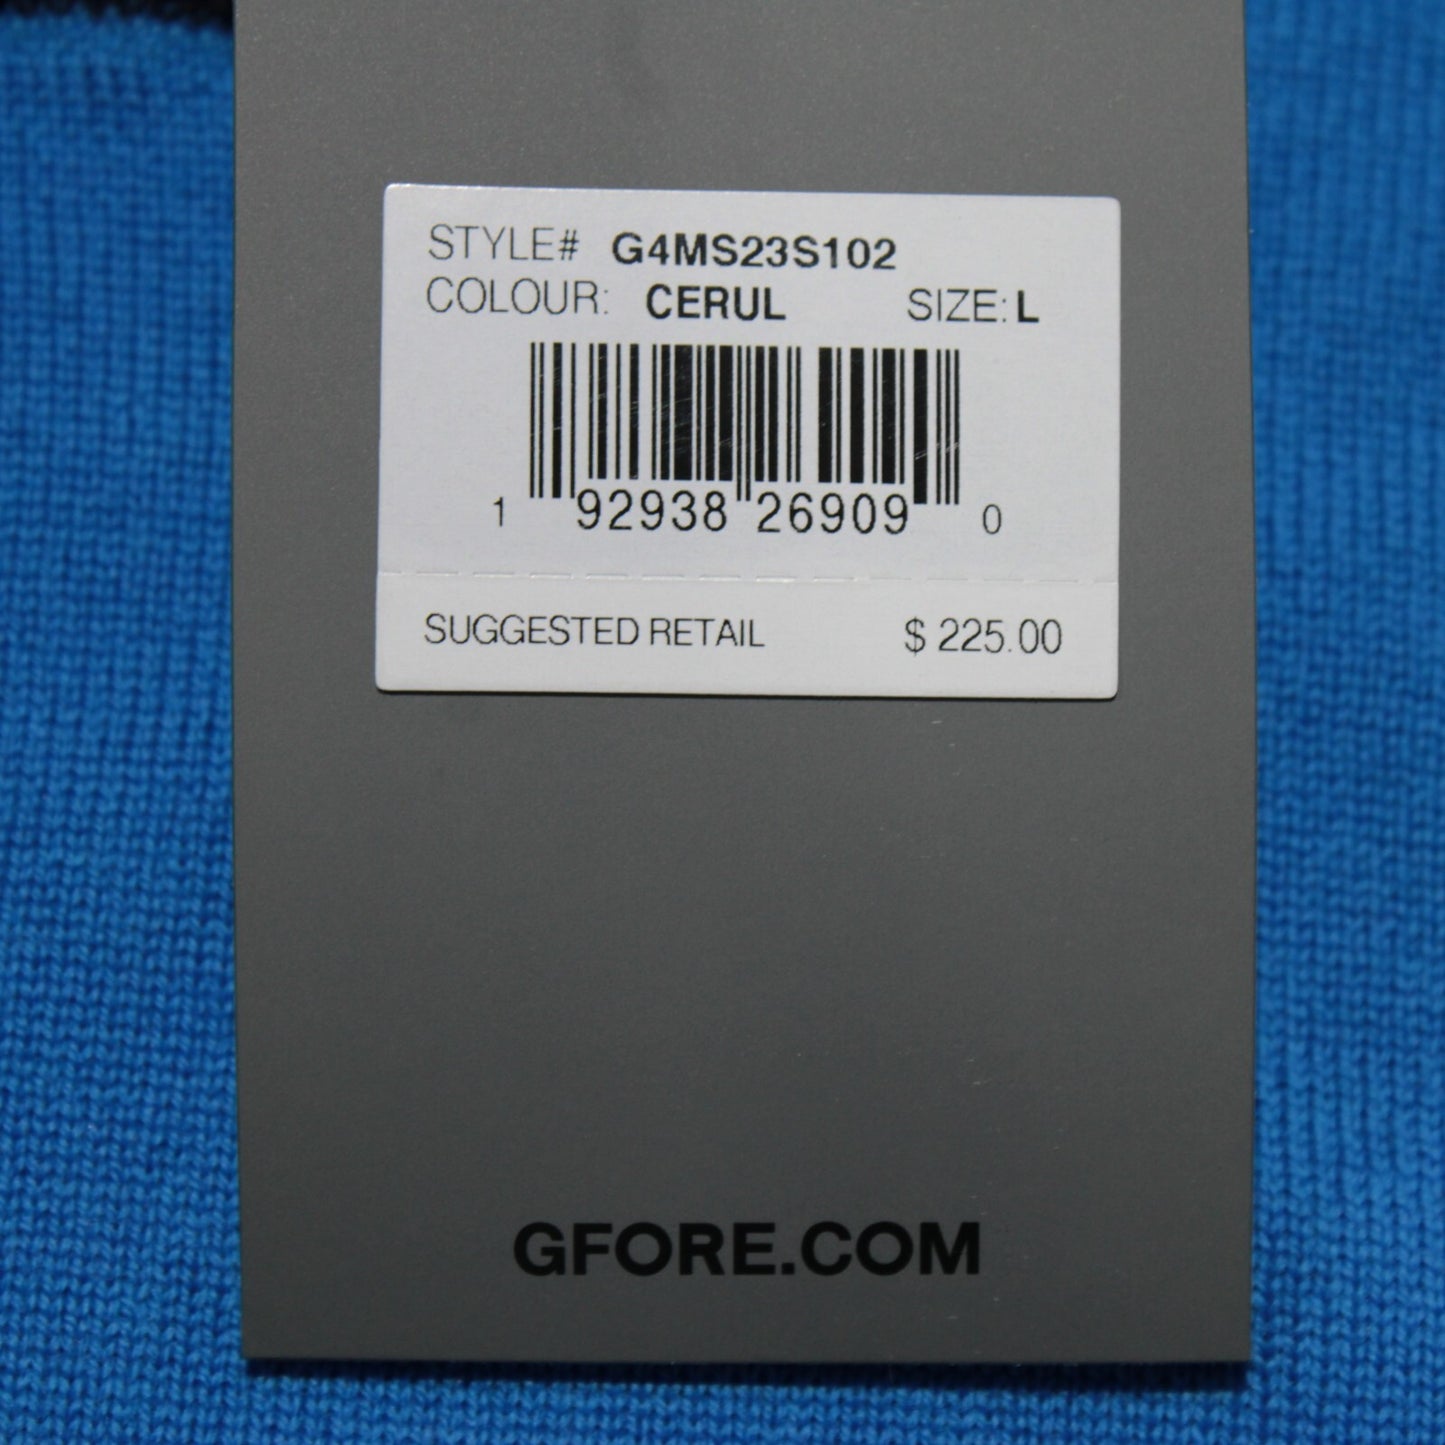 STYLE# G4MS23S102
COLOUR: CERUL SIZE: L
1 92938 26909 0
SUGGESTED RETAIL $ 225.00
GFORE.COM